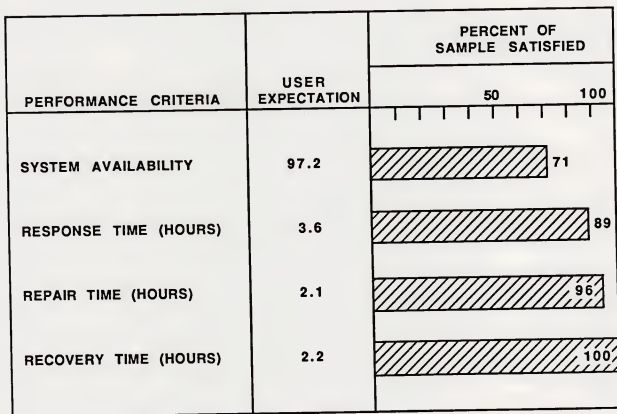 PERCENT OF
SAMPLE SATISFIED
PERFORMANCE CRITERIA
USER
EXPECTATION
50 100
SYSTEM AVAILABILITY 97.2 71
RESPONSE TIME (HOURS) 3.6 89
REPAIR TIME (HOURS) 2.1 96
RECOVERY TIME (HOURS) 2.2 100